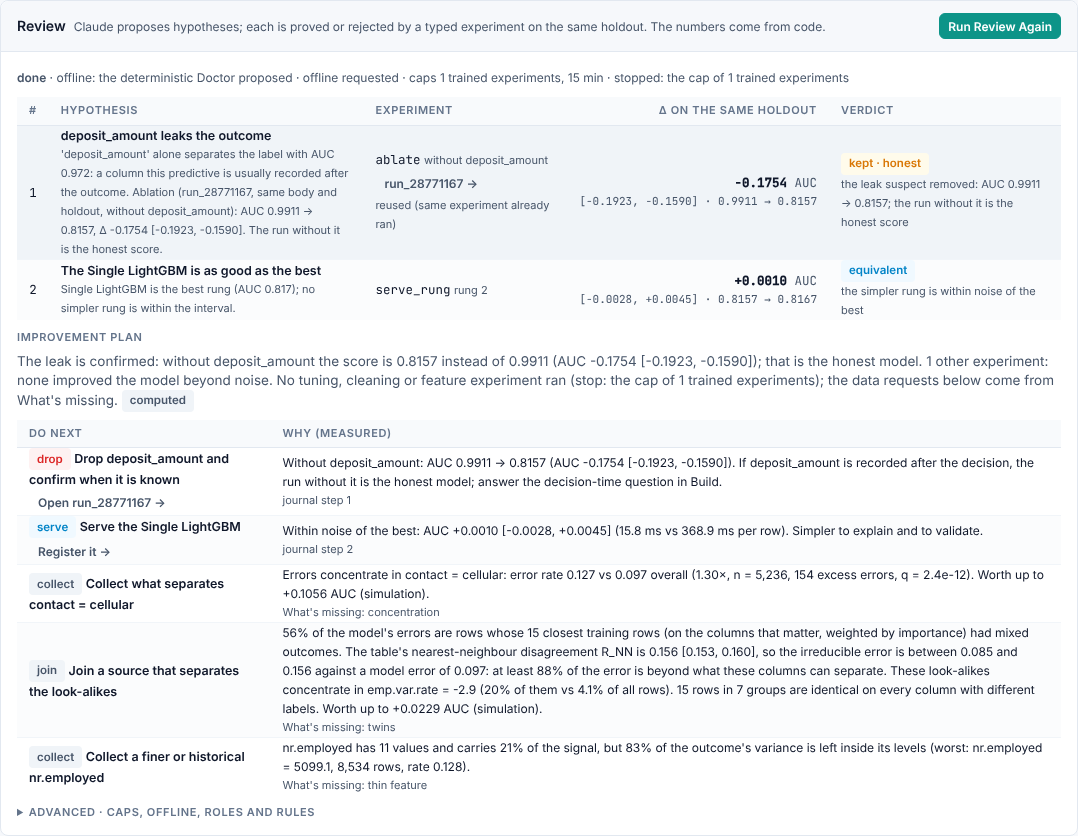 Review Claude proposes hypotheses; each is proved or rejected by a typed experiment on the same holdout. The numbers come from code. Run Review Again
done · offline: the deterministic Doctor proposed · offline requested · caps 1 trained experiments, 15 min · stopped: the cap of 1 trained experiments
# HYPOTHESIS EXPERIMENT Δ ON THE SAME HOLDOUT VERDICT
1
deposit_amount leaks the outcome
'deposit_amount' alone separates the label with AUC
0.972: a column this predictive is usually recorded after
the outcome. Ablation (run_28771167, same body and
holdout, without deposit_amount): AUC 0.9911 →
0.8157, Δ -0.1754 [-0.1923, -0.1590]. The run without it
is the honest score.
ablate without deposit_amount
run_28771167 →
reused (same experiment already
ran)
-0.1754 AUC
[-0.1923, -0.1590] · 0.9911 → 0.8157
kept · honest
the leak suspect removed: AUC 0.9911
→ 0.8157; the run without it is the
honest score
2
The Single LightGBM is as good as the best
Single LightGBM is the best rung (AUC 0.817); no
simpler rung is within the interval.
serve_rung rung 2
+0.0010 AUC
[-0.0028, +0.0045] · 0.8157 → 0.8167
equivalent
the simpler rung is within noise of the
best
IMPROVEMENT PLAN
The leak is confirmed: without deposit_amount the score is 0.8157 instead of 0.9911 (AUC -0.1754 [-0.1923, -0.1590]); that is the honest model. 1 other experiment:
none improved the model beyond noise. No tuning, cleaning or feature experiment ran (stop: the cap of 1 trained experiments); the data requests below come from
What's missing. computed
DO NEXT WHY (MEASURED)
drop Drop deposit_amount and
confirm when it is known
Open run_28771167 →
Without deposit_amount: AUC 0.9911 → 0.8157 (AUC -0.1754 [-0.1923, -0.1590]). If deposit_amount is recorded after the decision, the
run without it is the honest model; answer the decision-time question in Build.
journal step 1
serve Serve the Single LightGBM
Register it →
Within noise of the best: AUC +0.0010 [-0.0028, +0.0045] (15.8 ms vs 368.9 ms per row). Simpler to explain and to validate.
journal step 2
collect Collect what separates
contact = cellular
Errors concentrate in contact = cellular: error rate 0.127 vs 0.097 overall (1.30×, n = 5,236, 154 excess errors, q = 2.4e-12). Worth up to
+0.1056 AUC (simulation).
What's missing: concentration
join Join a source that separates
the look-alikes
56% of the model's errors are rows whose 15 closest training rows (on the columns that matter, weighted by importance) had mixed
outcomes. The table's nearest-neighbour disagreement R_NN is 0.156 [0.153, 0.160], so the irreducible error is between 0.085 and
0.156 against a model error of 0.097: at least 88% of the error is beyond what these columns can separate. These look-alikes
concentrate in emp.var.rate = -2.9 (20% of them vs 4.1% of all rows). 15 rows in 7 groups are identical on every column with different
labels. Worth up to +0.0229 AUC (simulation).
What's missing: twins
collect Collect a finer or historical
nr.employed
nr.employed has 11 values and carries 21% of the signal, but 83% of the outcome's variance is left inside its levels (worst: nr.employed
= 5099.1, 8,534 rows, rate 0.128).
What's missing: thin feature
▸ ADVANCED · CAPS, OFFLINE, ROLES AND RULES